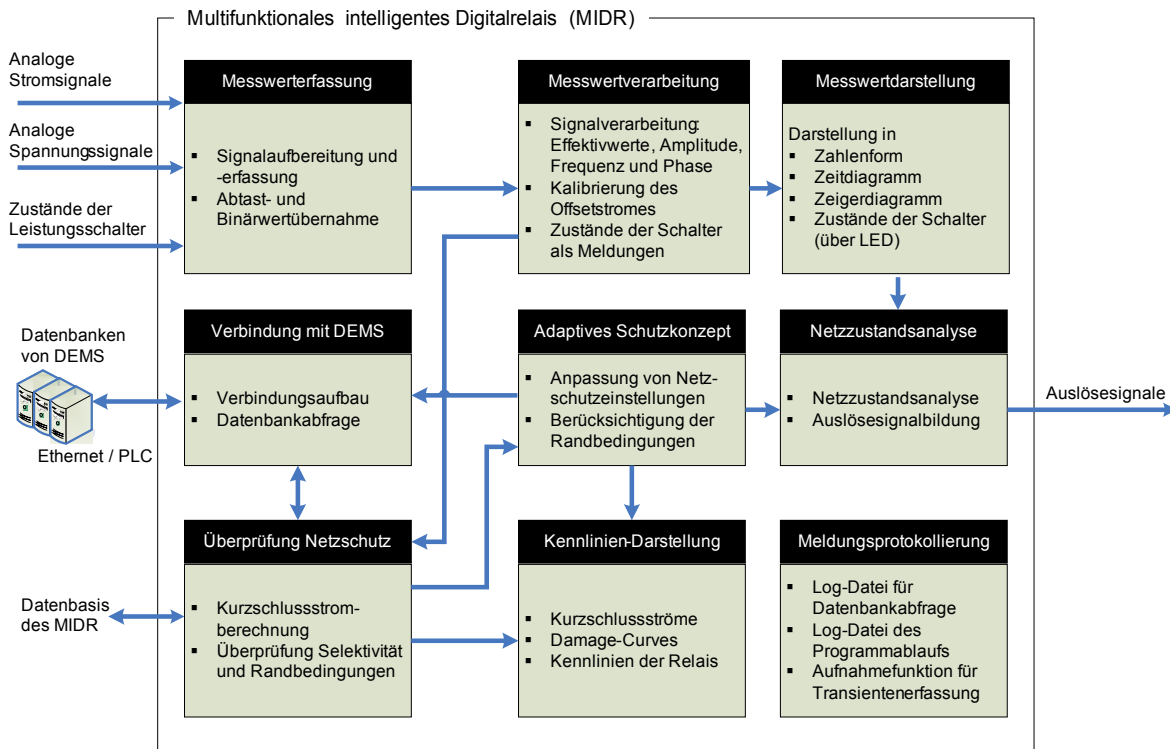 Multifunktionales intelligentes Digitalrelais (MIDR)
Analoge
Stromsignale
Analoge
Spannungssignale
Zustände der
Leistungsschalter
Messwerterfassung
▪ Signalaufbereitung und
-erfassung
▪ Abtast- und
Binärwertübernahme
Messwertverarbeitung
▪ Signalverarbeitung:
Effektivwerte, Amplitude,
Frequenz und Phase
▪ Kalibrierung des
Offsetstromes
▪ Zustände der Schalter
als Meldungen
Messwertdarstellung
Darstellung in
▪ Zahlenform
▪ Zeitdiagramm
▪ Zeigerdiagramm
▪ Zustände der Schalter
(über LED)
Datenbanken
von DEMS
Ethernet / PLC
Verbindung mit DEMS
▪ Verbindungsaufbau
▪ Datenbankabfrage
Adaptives Schutzkonzept
▪ Anpassung von Netz-
schutzeinstellungen
▪ Berücksichtigung der
Randbedingungen
Netzzustandsanalyse
▪ Netzzustandsanalyse
▪ Auslösesignalbildung
Auslösesignale
Datenbasis
des MIDR
Überprüfung Netzschutz
▪ Kurzschlussstrom-
berechnung
▪ Überprüfung Selektivität
und Randbedingungen
Kennlinien-Darstellung
▪ Kurzschlussströme
▪ Damage-Curves
▪ Kennlinien der Relais
Meldungsprotokollierung
▪ Log-Datei für
Datenbankabfrage
▪ Log-Datei des
Programmablaufs
▪ Aufnahmefunktion für
Transientenerfassung